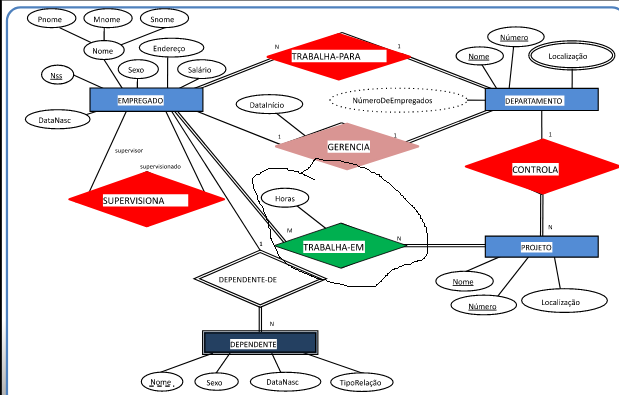 Pnome
Mnome
Snome
Nome
Endereço
Nss
Sexo
Salário
EMPREGADO
DataNasc
N
TRABALHA-PARA
1
Número
Nome
Localização
DataInício
NúmeroDeEmpregados
DEPARTAMENTO
1
GERENCIA
1
1
supervisor
supervisionado
CONTROLA
SUPERVISIONA
Horas
M
N
N
TRABALHA-EM
PROJETO
1
DEPENDENTE-DE
Nome
Número
Localização
N
DEPENDENTE
Nome
Sexo
DataNasc
TipoRelação